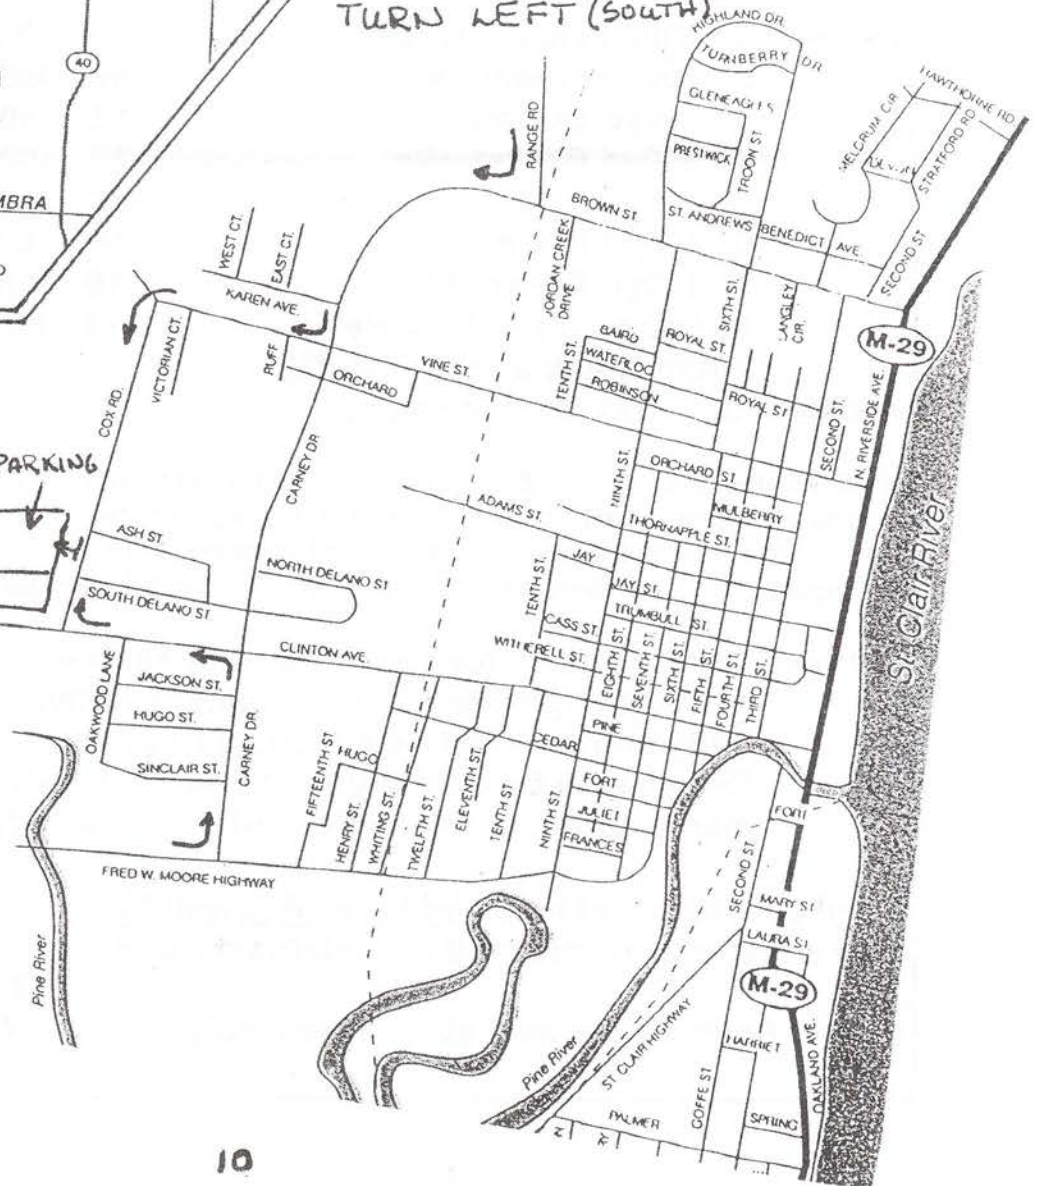 TURN LEFT (SOUTH)
HIGHLAND DR.
TURNBERRY DR
40
GLENEAGLES
HAWTHORNE RD
MELDRUM CIR
STRATFORD RD
RANGE RD
PRESTWICK
TROON ST.
MBRA
BROWN ST.
ST. ANDREWS
BENEDICT AVE
SECOND ST
WEST CT.
EAST CT.
JORDAN CREEK DRIVE
KAREN AVE.
SIXTH ST.
LANGLEY CIR.
M-29
VICTORIAN CT.
RUFF
BAIRD
ROYAL ST.
WATERLOO
ROBINSON
TENTH ST.
VINE ST.
ORCHARD
ROYAL ST
COX RD.
SECOND ST.
N. RIVERSIDE AVE.
PARKING
CARNEY DR.
NINTH ST.
ORCHARD ST
MULBERRY
ADAMS ST.
THORNAPPLE ST.
ASH ST.
JAY
NORTH DELANO ST
TENTH ST.
JAY ST.
SOUTH DELANO ST
TRUMBULL ST.
CASS ST.
St. Clair River
CLINTON AVE.
WITHERELL ST.
EIGHTH ST.
SEVENTH ST.
SIXTH ST.
FIFTH ST.
FOURTH ST.
THIRD ST.
OAKWOOD LANE
JACKSON ST.
HUGO ST.
PINE
CARNEY DR.
CEDAR
HUGO
SINCLAIR ST.
FIFTEENTH ST
ELEVENTH ST.
FORT
FORT
HENRY ST.
WHITING ST.
TWELFTH ST.
TENTH ST
NINTH ST.
JULIET
FRANCES
FRED W. MOORE HIGHWAY
SECOND ST
MARY ST
LAURA ST.
Pine River
M-29
ST CLAIR HIGHWAY
HARRIET
Pine River
OAKLAND AVE.
GOFFE ST
PALMER
SPRING
10